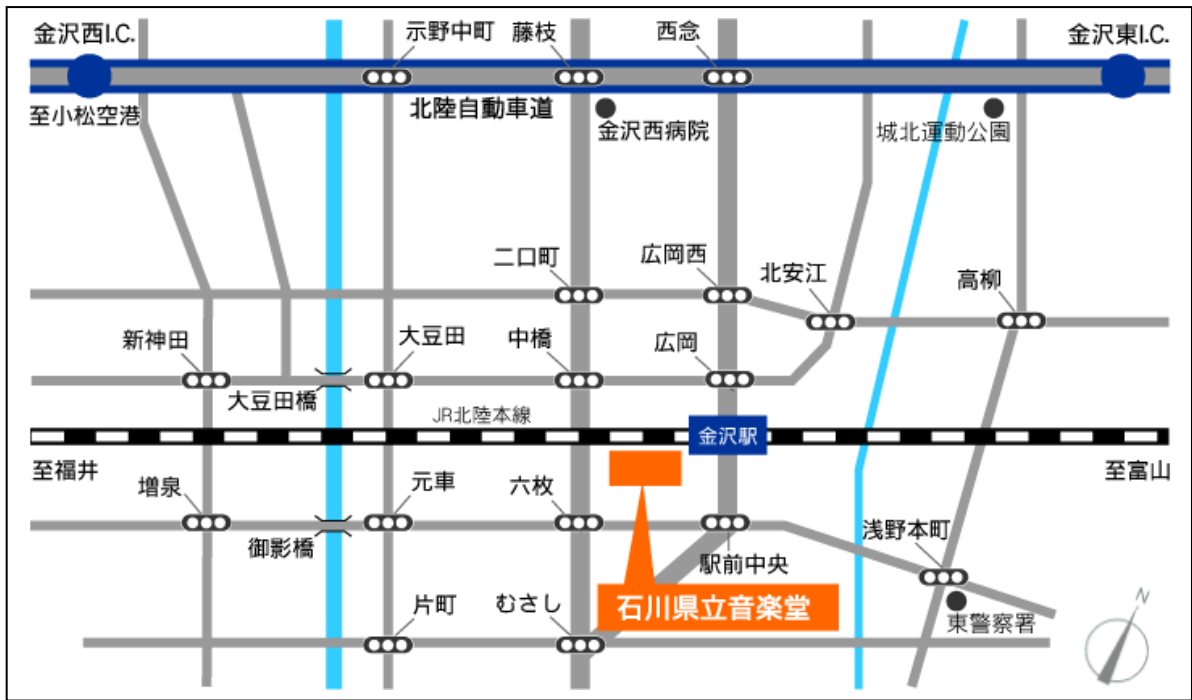 金沢西I.C.
示野中町
藤枝
西念
金沢東I.C.
至小松空港
北陸自動車道
金沢西病院
城北運動公園
二口町
広岡西
北安江
高柳
新神田
大豆田
中橋
広岡
大豆田橋
JR北陸本線
金沢駅
至福井
至富山
増泉
元車
六枚
浅野本町
御影橋
駅前中央
片町
むさし
石川県立音楽堂
東警察署
N